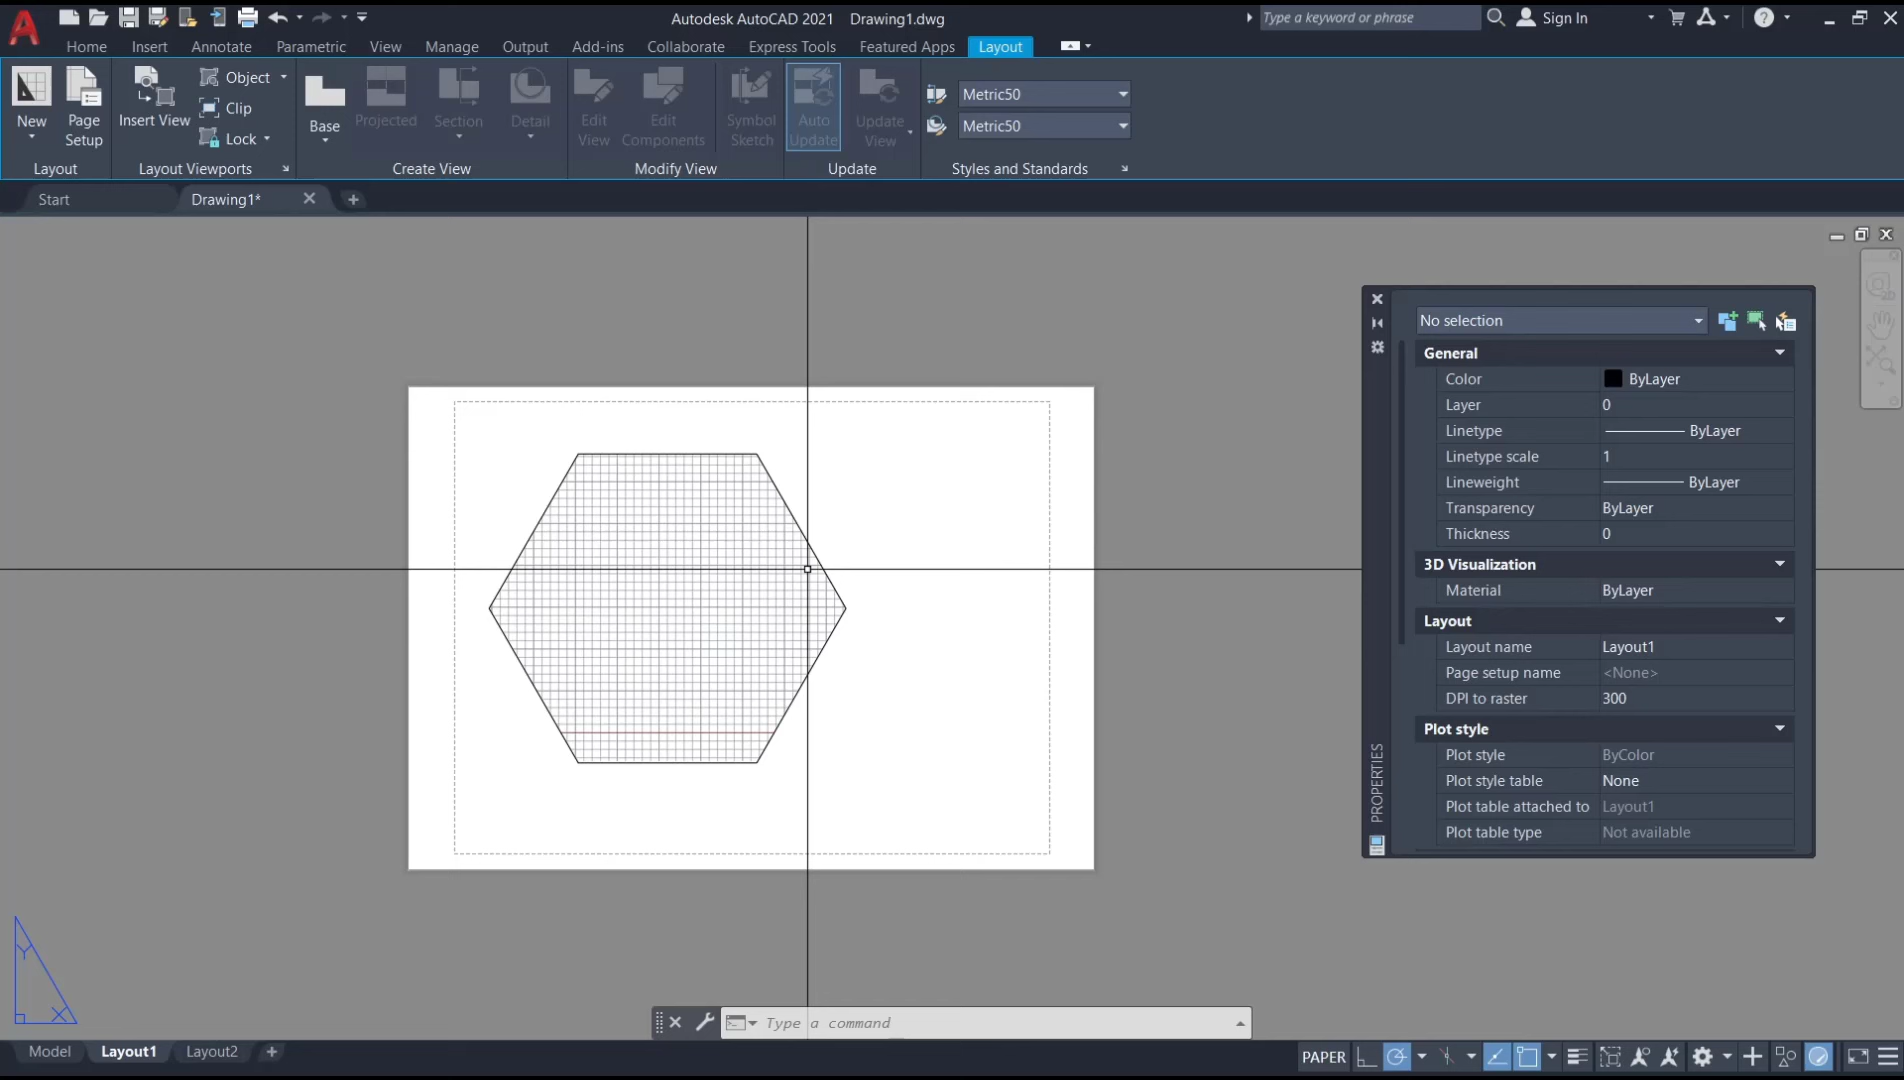 Autodesk AutoCAD 2021 Drawing1.dwg
Type a keyword or phrase
Sign In
Home Insert Annotate Parametric View Manage Output Add-ins Collaborate Express Tools Featured Apps Layout
New
Page Setup
Insert View
Object
Clip
Lock
Base
Projected
Section
Detail
Edit View
Edit Components
Symbol Sketch
Auto Update
Update View
Metric50
Metric50
Layout
Layout Viewports
Create View
Modify View
Update
Styles and Standards
Start
Drawing1*
No selection
General
Color ByLayer
Layer 0
Linetype ByLayer
Linetype scale 1
Lineweight ByLayer
Transparency ByLayer
Thickness 0
3D Visualization
Material ByLayer
Layout
Layout name Layout1
Page setup name <None>
DPI to raster 300
Plot style
Plot style ByColor
Plot style table None
Plot table attached to Layout1
Plot table type Not available
PROPERTIES
Y
X
Type a command
Model Layout1 Layout2
PAPER